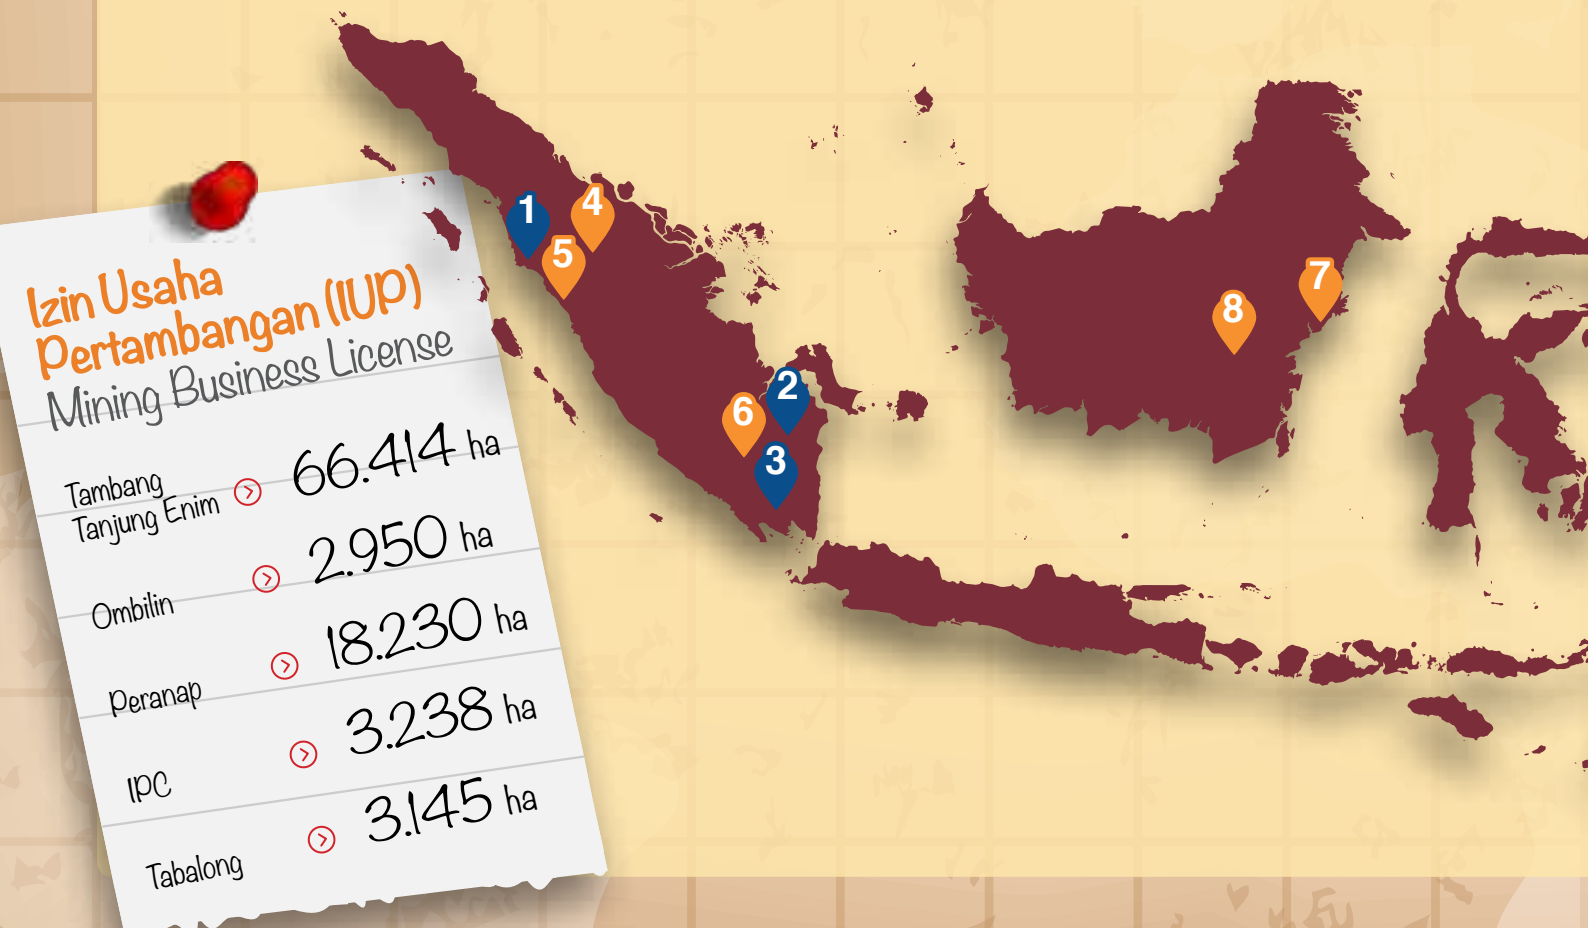 Izin Usaha
Pertambangan (IUP)
Mining Business License
Tambang
Tanjung Enim
66.414 ha
Ombilin
2.950 ha
Peranap
18.230 ha
IPC
3.238 ha
Tabalong
3.145 ha
1
4
5
2
6
3
7
8